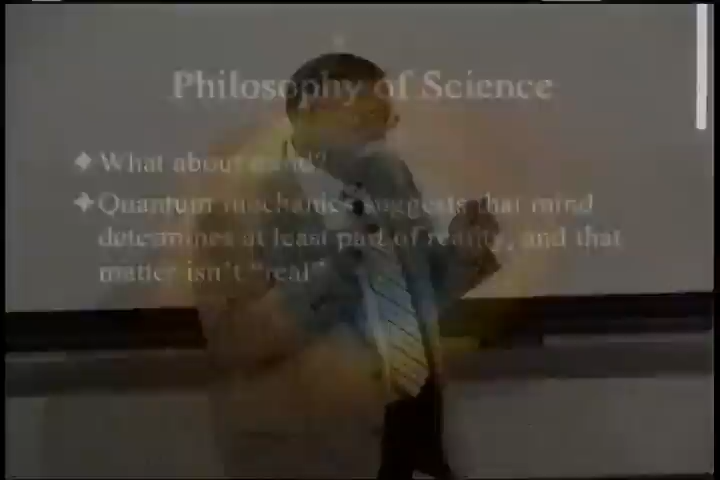 Philosophy of Science
What about mind?
Quantum mechanics suggests that mind
determines at least part of reality, and that
matter isn't “real”